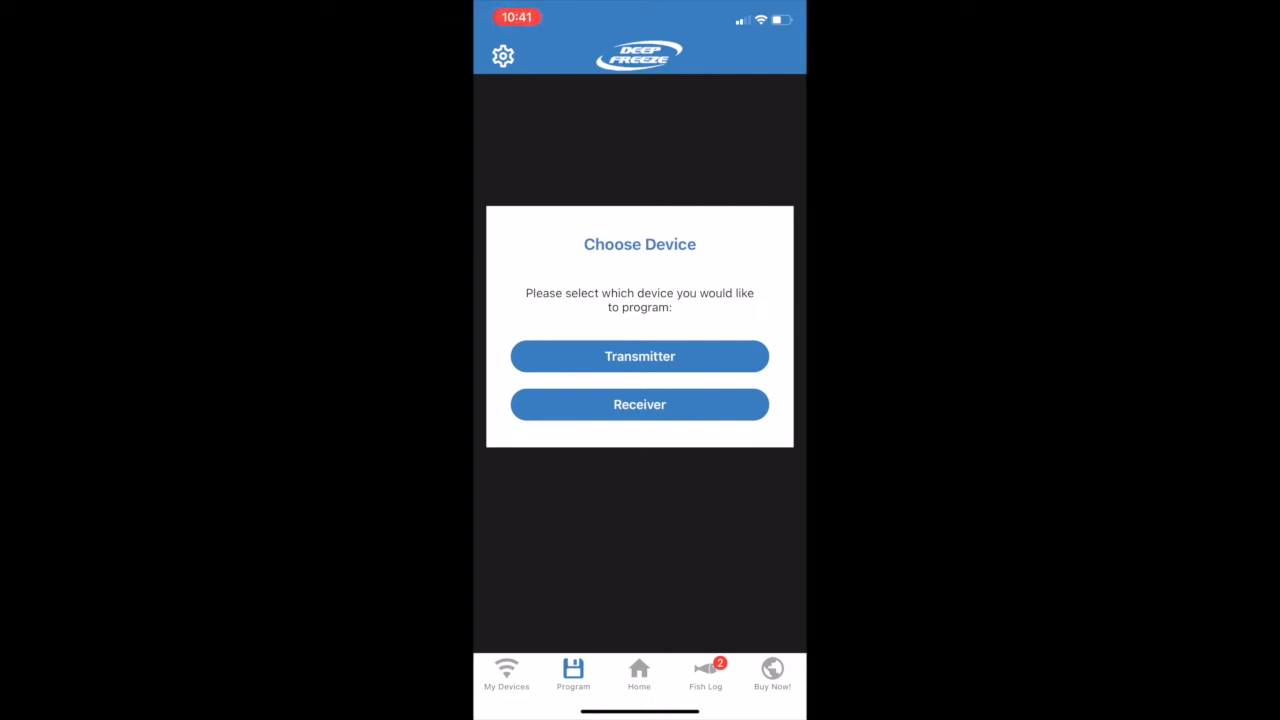 10:41
DEEP
FREEZE
Choose Device
Please select which device you would like
to program:
Transmitter
Receiver
2
My Devices
Program
Home
Fish Log
Buy Now!